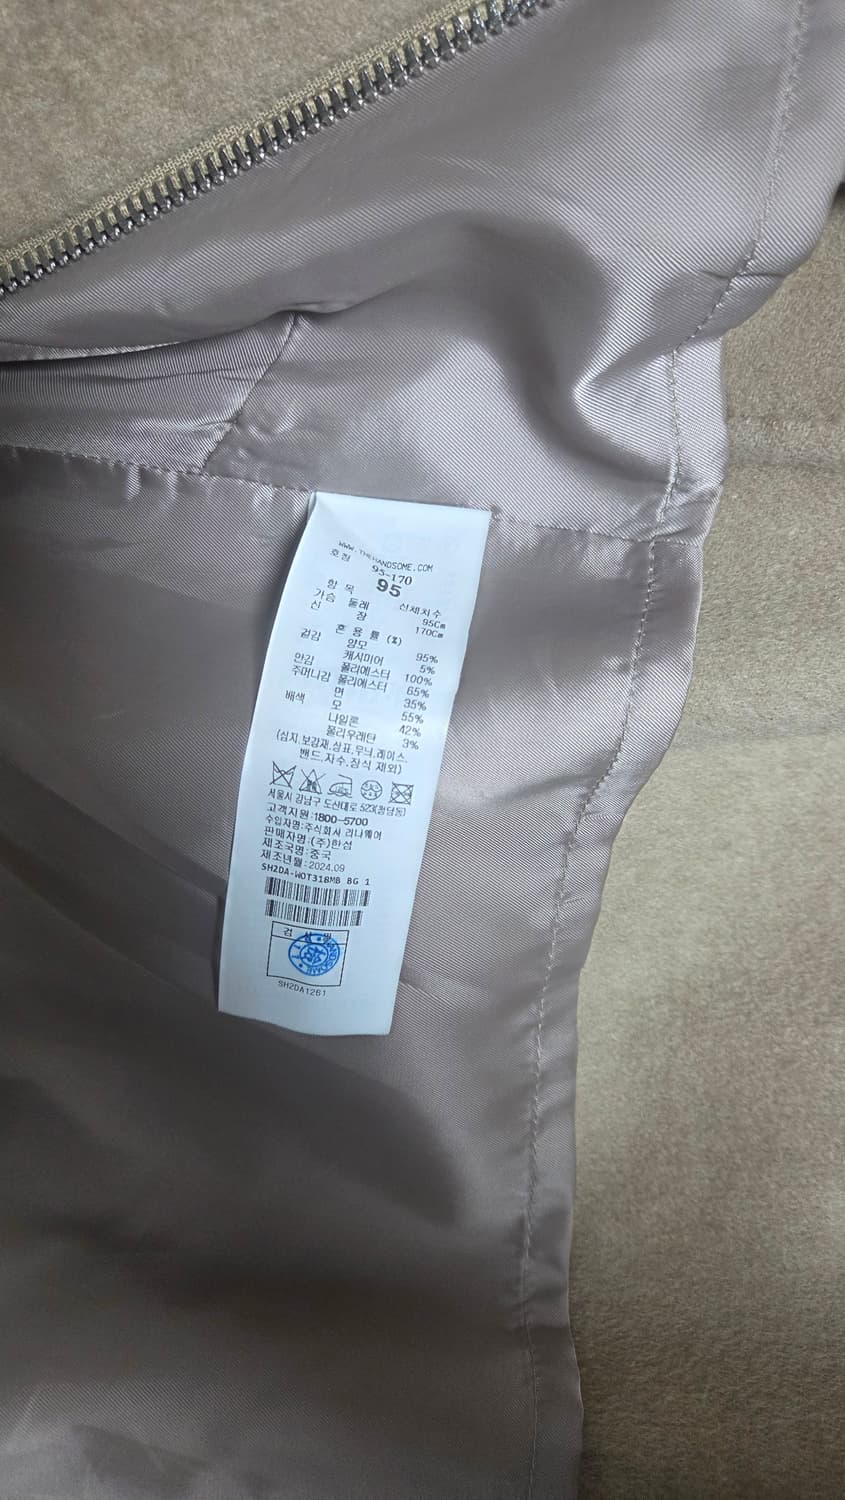 WWW.THEHANDSOME.COM
호칭 95-170
95
항 목 신체치수
가슴 둘레 95Cm
신 장 170Cm
혼 용 률 (%)
겉감 양모 95%
캐시미어 5%
안감 폴리에스터 100%
주머니감 폴리에스터 65%
면 35%
배색 모 55%
나일론 42%
폴리우레탄 3%
(심지,보강재,상표,무늬,레이스,
밴드,자수,장식 제외)
서울시 강남구 도산대로 523(청담동)
고객지원:1800-5700
수입자명:주식회사 리나웨어
판매자명:(주)한섬
제조국명:중국
제조년월:2024.09
SH2DA-WOT318MB BG 1
검 사 필
SH2DA1261